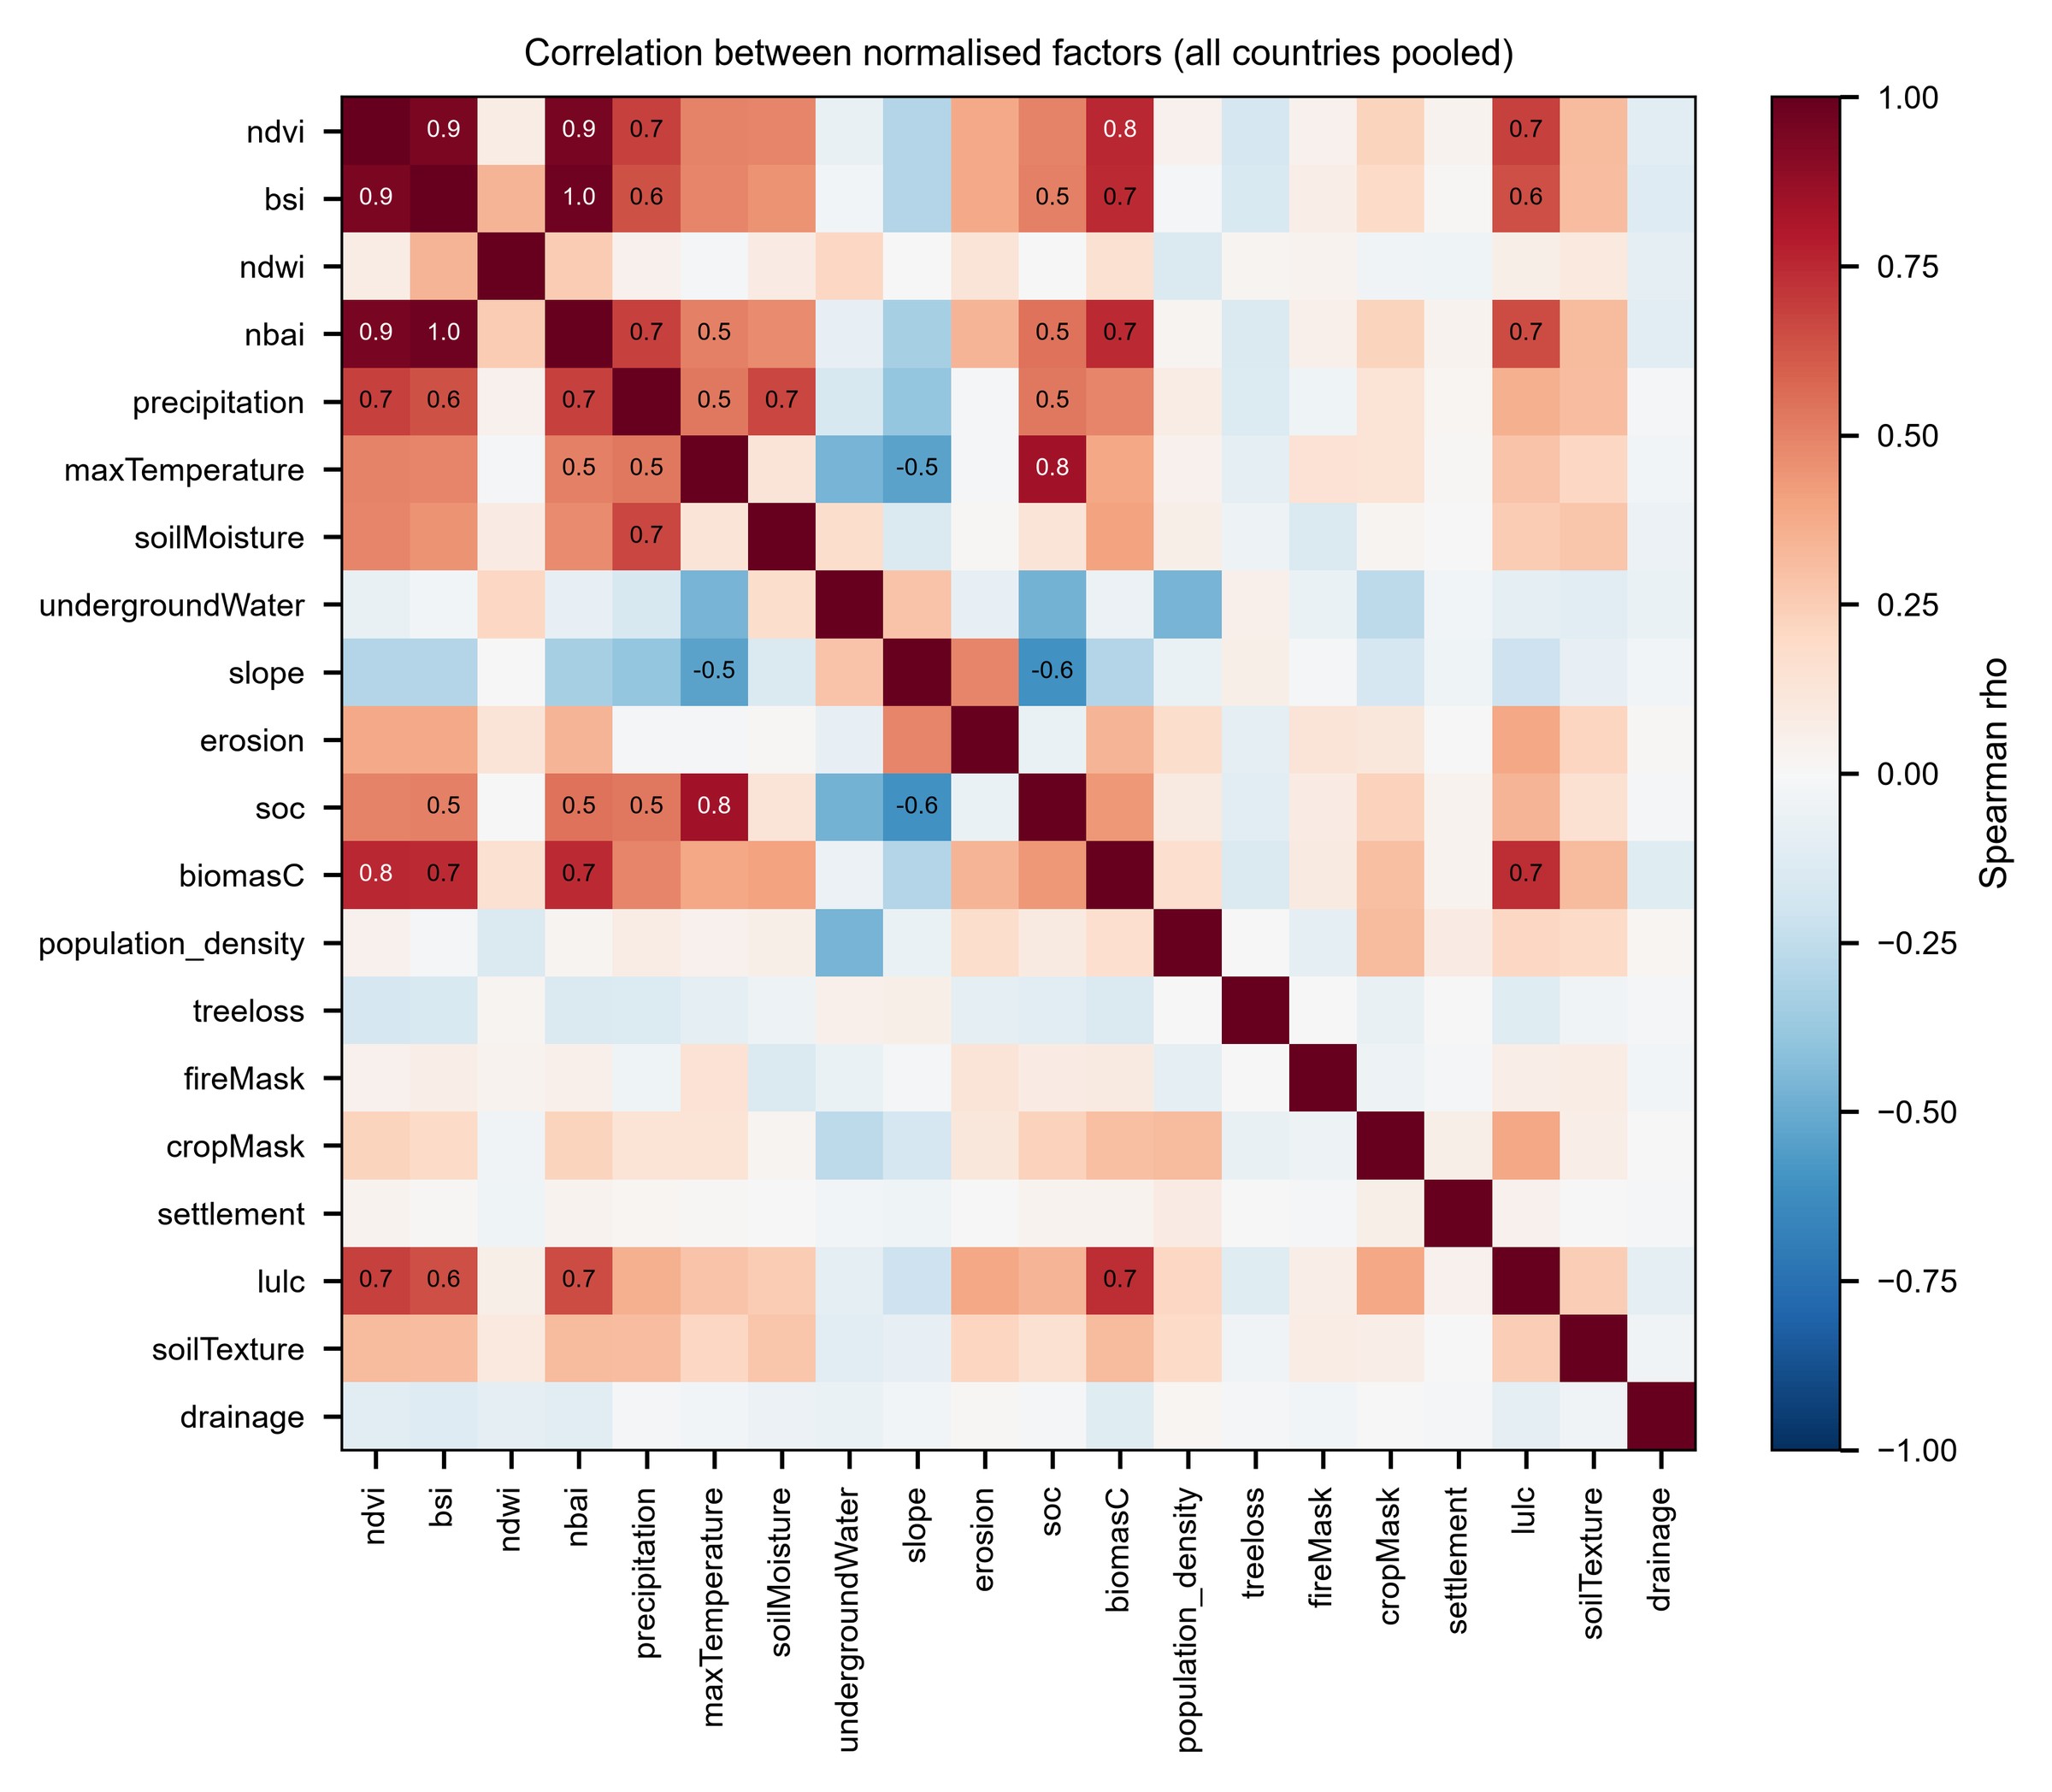 Correlation between normalised factors (all countries pooled)
ndvi 0.9 0.9 0.7 0.8 0.7
bsi 0.9 1.0 0.6 0.5 0.7 0.6
ndwi
nbai 0.9 1.0 0.7 0.5 0.5 0.7 0.7
precipitation 0.7 0.6 0.7 0.5 0.7 0.5
maxTemperature 0.5 0.5 -0.5 0.8
soilMoisture 0.7
undergroundWater
slope -0.5 -0.6
erosion
soc 0.5 0.5 0.5 0.8 -0.6
biomasC 0.8 0.7 0.7 0.7
population_density
treeloss
fireMask
cropMask
settlement
lulc 0.7 0.6 0.7 0.7
soilTexture
drainage
ndvi
bsi
ndwi
nbai
precipitation
maxTemperature
soilMoisture
undergroundWater
slope
erosion
soc
biomasC
population_density
treeloss
fireMask
cropMask
settlement
lulc
soilTexture
drainage
1.00
0.75
0.50
0.25
0.00
−0.25
−0.50
−0.75
−1.00
Spearman rho